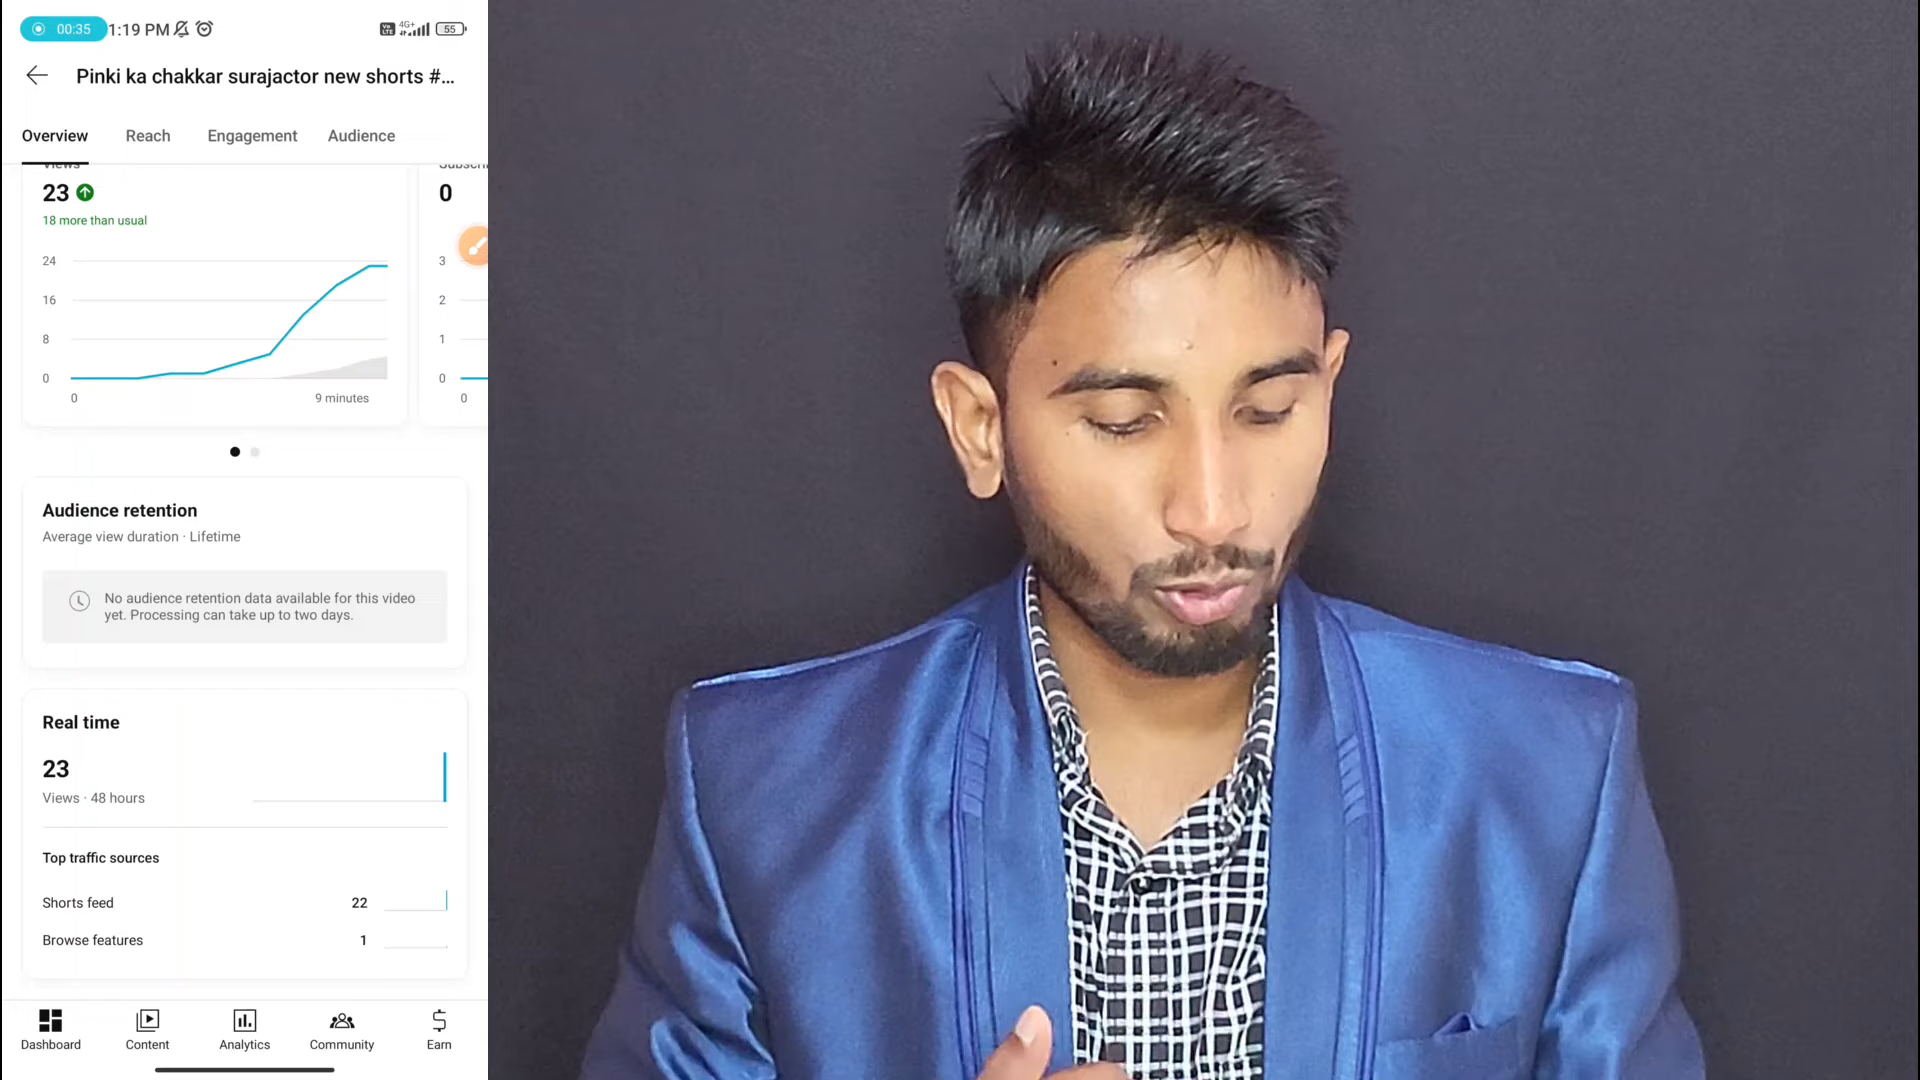 00:35 1:19 PM 4G+ 55
Pinki ka chakkar surajactor new shorts #...
Overview Reach Engagement Audience
Views
23
18 more than usual
24
16
8
0
0 9 minutes
0
3
2
1
0
0
Audience retention
Average view duration · Lifetime
No audience retention data available for this video
yet. Processing can take up to two days.
Real time
23
Views · 48 hours
Top traffic sources
Shorts feed 22
Browse features 1
Dashboard Content Analytics Community Earn